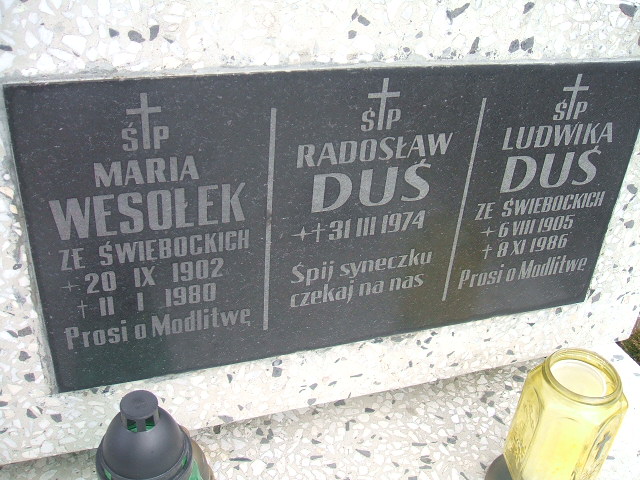 ŚP
MARIA
WESOŁEK
ZE ŚWIEBOCKICH
+ 20 IX 1902
† 11 I 1980
Prosi o Modlitwę
ŚP
RADOSŁAW
DUŚ
+† 31 III 1974
Śpij syneczku
czekaj na nas
ŚP
LUDWIKA
DUŚ
ZE ŚWIEBOCKICH
+ 6 VIII 1905
† 8 XI 1986
Prosi o Modlitwę